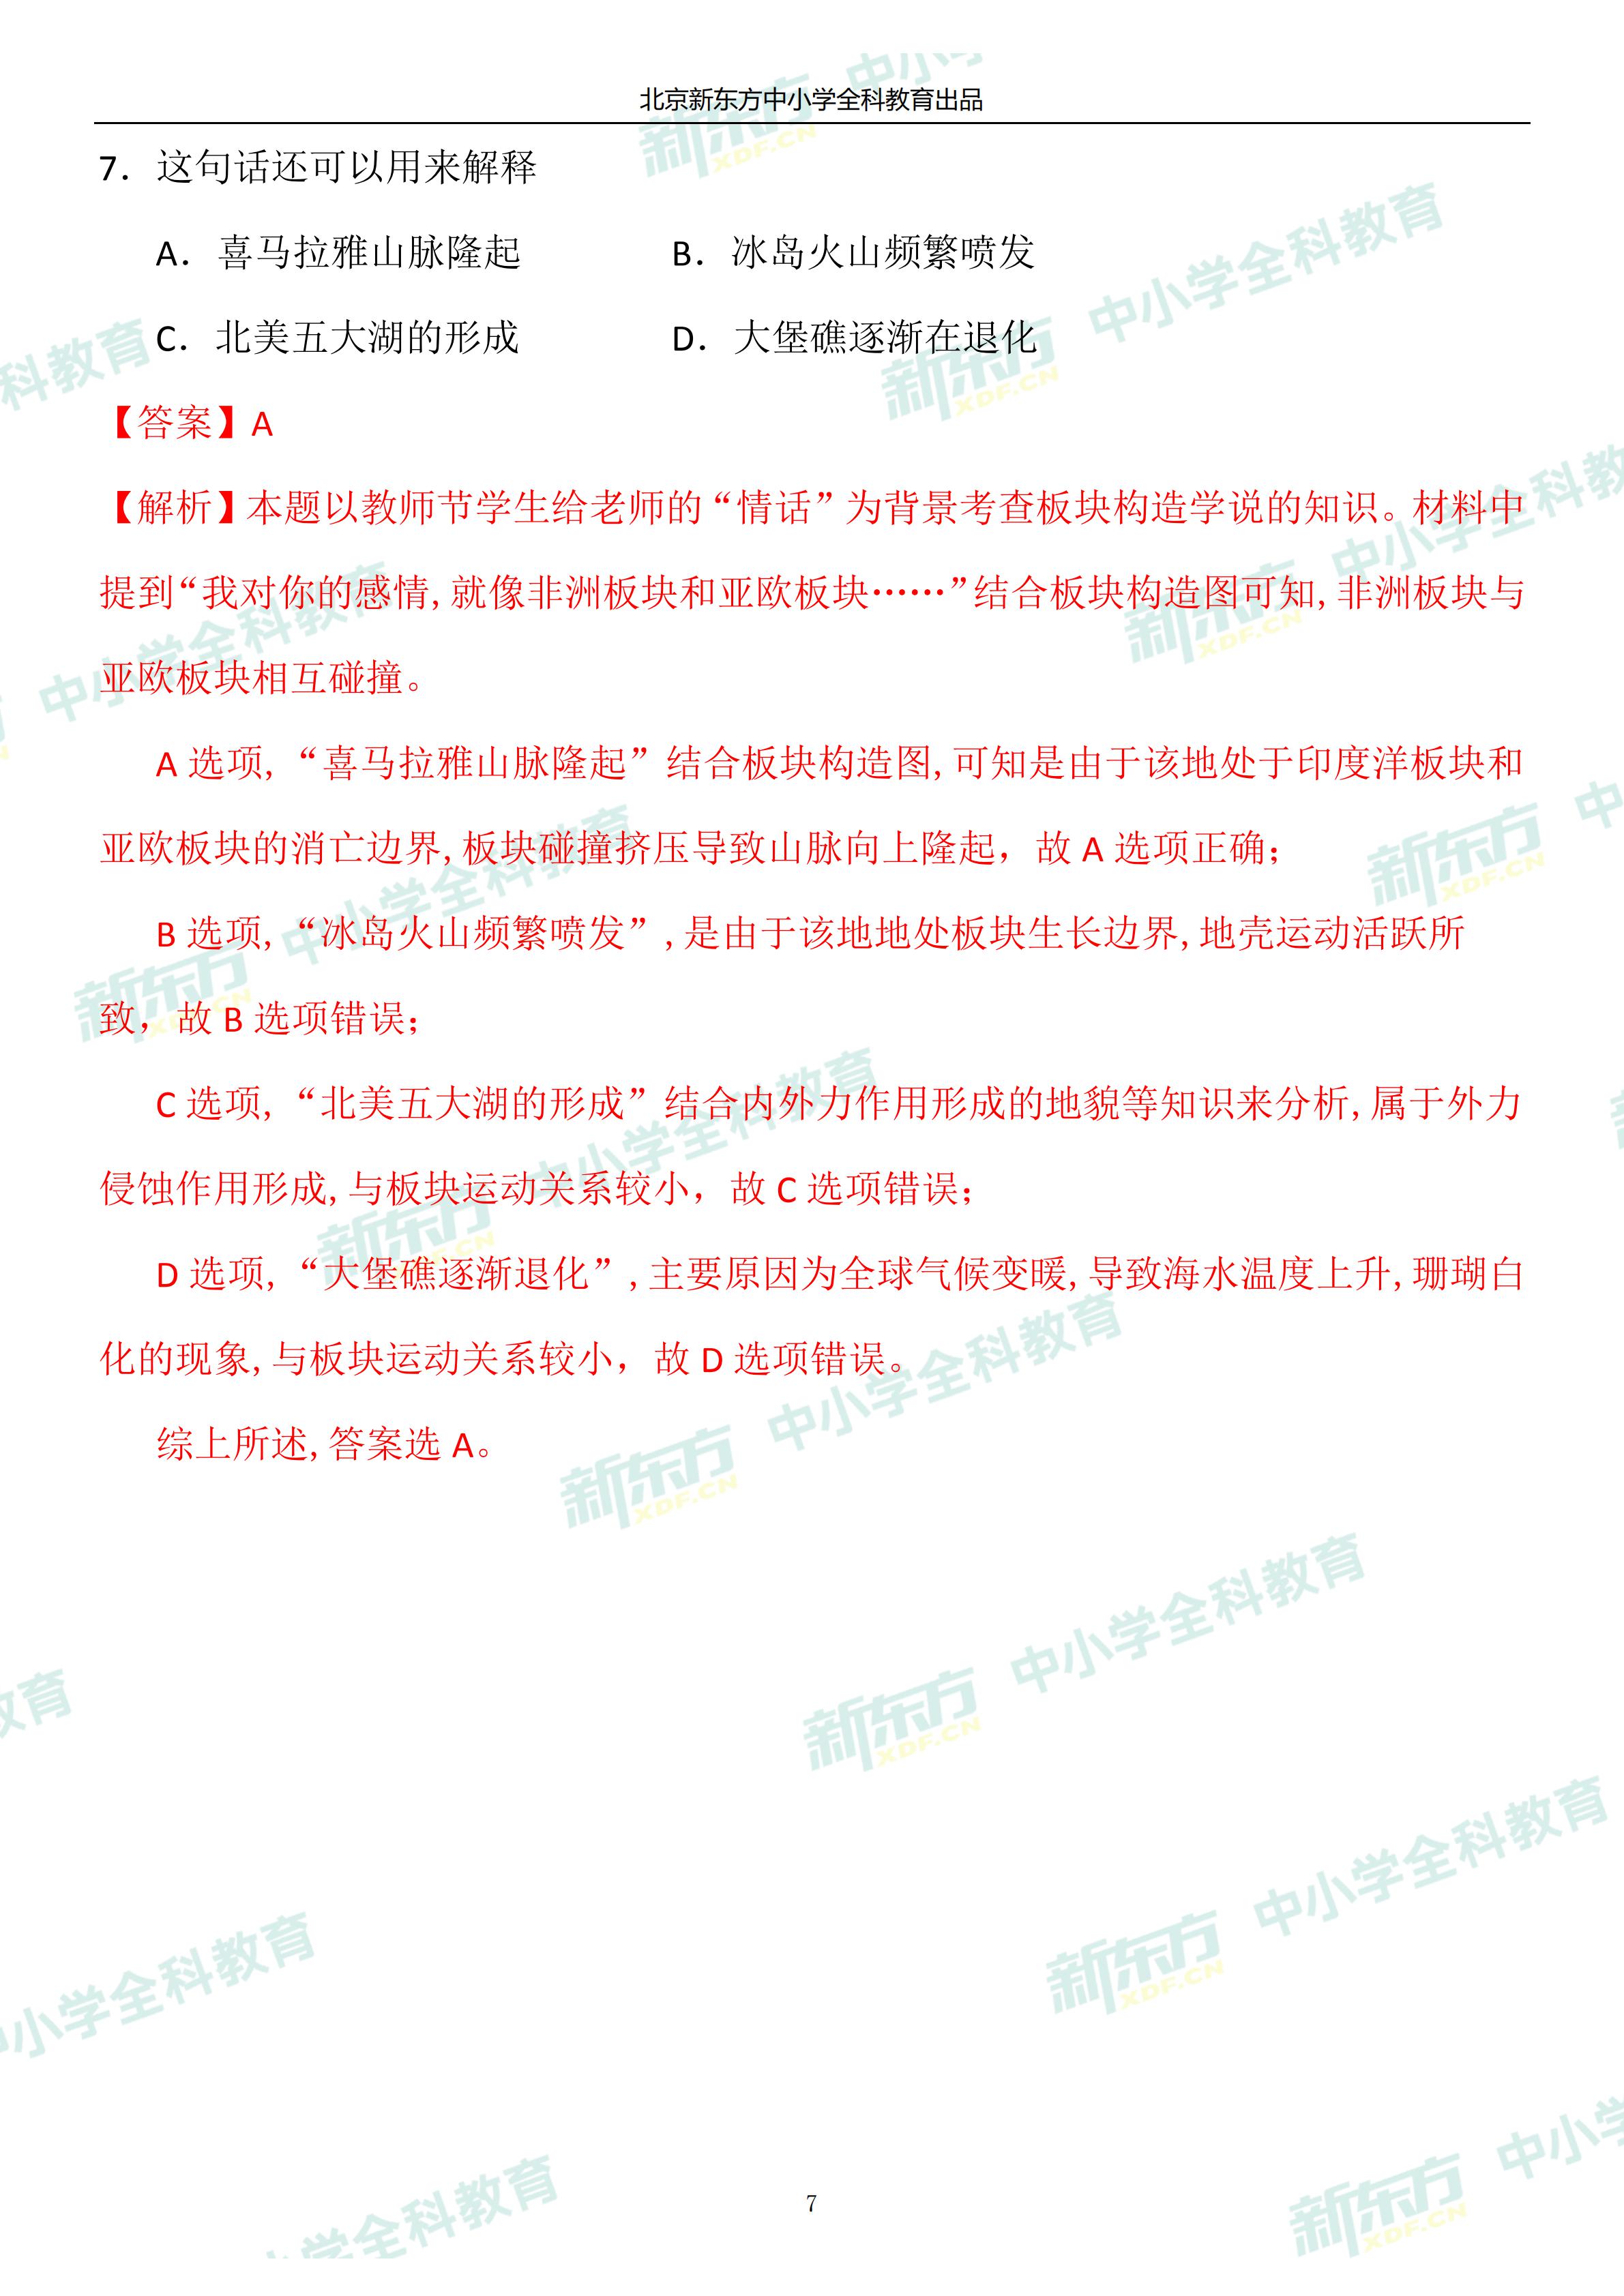 北京新东方中小学全科教育出品
7. 这句话还可以用来解释
A. 喜马拉雅山脉隆起 B. 冰岛火山频繁喷发
C. 北美五大湖的形成 D. 大堡礁逐渐在退化
【答案】A
【解析】本题以教师节学生给老师的“情话”为背景考查板块构造学说的知识。材料中
提到“我对你的感情,就像非洲板块和亚欧板块……”结合板块构造图可知,非洲板块与
亚欧板块相互碰撞。
A 选项,“喜马拉雅山脉隆起”结合板块构造图,可知是由于该地处于印度洋板块和
亚欧板块的消亡边界,板块碰撞挤压导致山脉向上隆起，故 A 选项正确；
B 选项,“冰岛火山频繁喷发”,是由于该地地处板块生长边界,地壳运动活跃所
致，故 B 选项错误；
C 选项,“北美五大湖的形成”结合内外力作用形成的地貌等知识来分析,属于外力
侵蚀作用形成,与板块运动关系较小，故 C 选项错误；
D 选项,“大堡礁逐渐退化”,主要原因为全球气候变暖,导致海水温度上升,珊瑚白
化的现象,与板块运动关系较小，故 D 选项错误。
综上所述,答案选 A。
7
新东方 XDF.CN 中小学全科教育